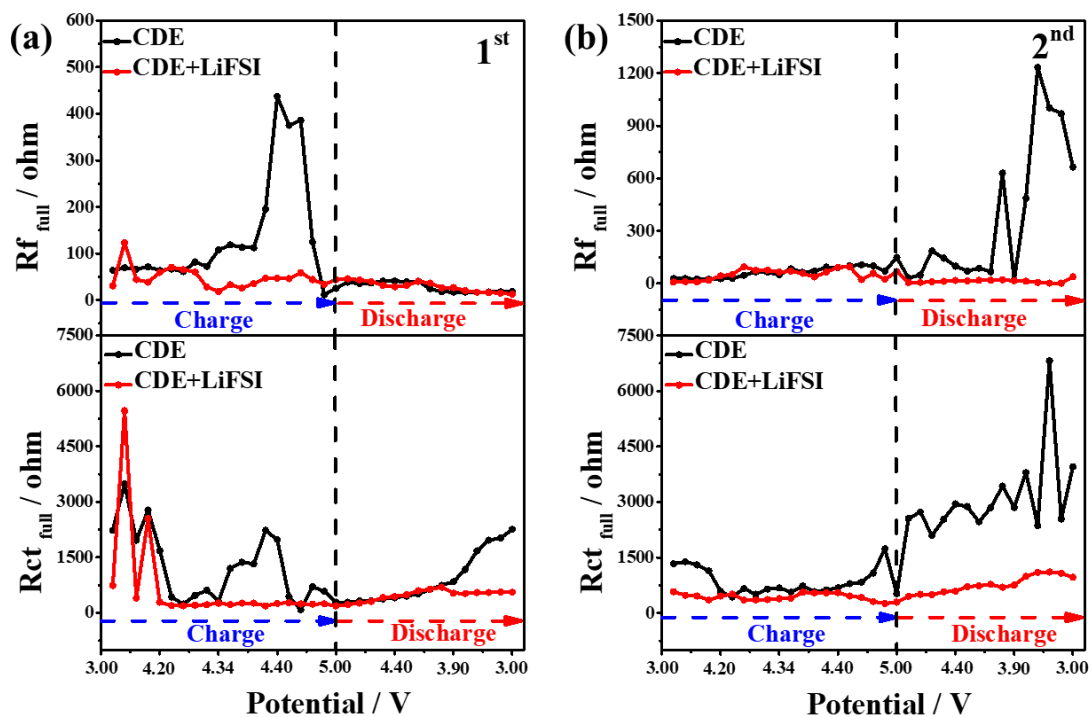 (a)
600
500
400
300
200
100
0
Rf full / ohm
CDE
CDE+LiFSI
1st
Charge
Discharge
7500
6000
4500
3000
1500
0
Rct full / ohm
CDE
CDE+LiFSI
Charge
Discharge
3.00 4.20 4.34 4.40 5.00 4.40 3.90 3.00
Potential / V
(b)
1500
1200
900
600
300
0
Rf full / ohm
CDE
CDE+LiFSI
2nd
Charge
Discharge
7500
6000
4500
3000
1500
0
Rct full / ohm
CDE
CDE+LiFSI
Charge
Discharge
3.00 4.20 4.34 4.40 5.00 4.40 3.90 3.00
Potential / V